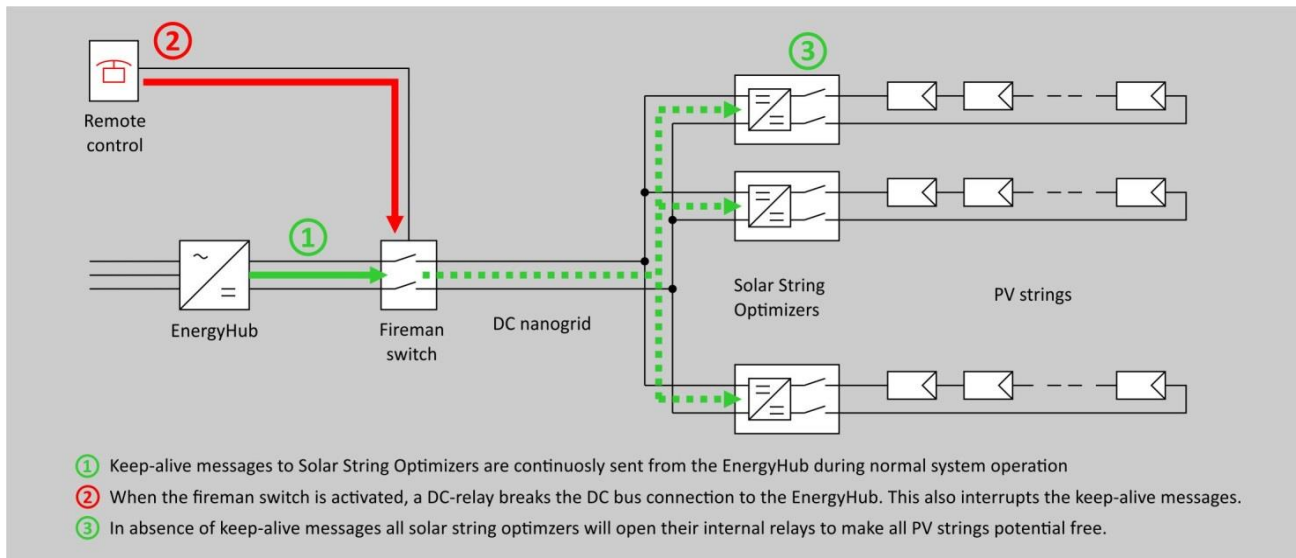 2
3
Remote
control
1
EnergyHub
Fireman
switch
DC nanogrid
Solar String
Optimizers
PV strings
1 Keep-alive messages to Solar String Optimizers are continuosly sent from the EnergyHub during normal system operation
2 When the fireman switch is activated, a DC-relay breaks the DC bus connection to the EnergyHub. This also interrupts the keep-alive messages.
3 In absence of keep-alive messages all solar string optimzers will open their internal relays to make all PV strings potential free.